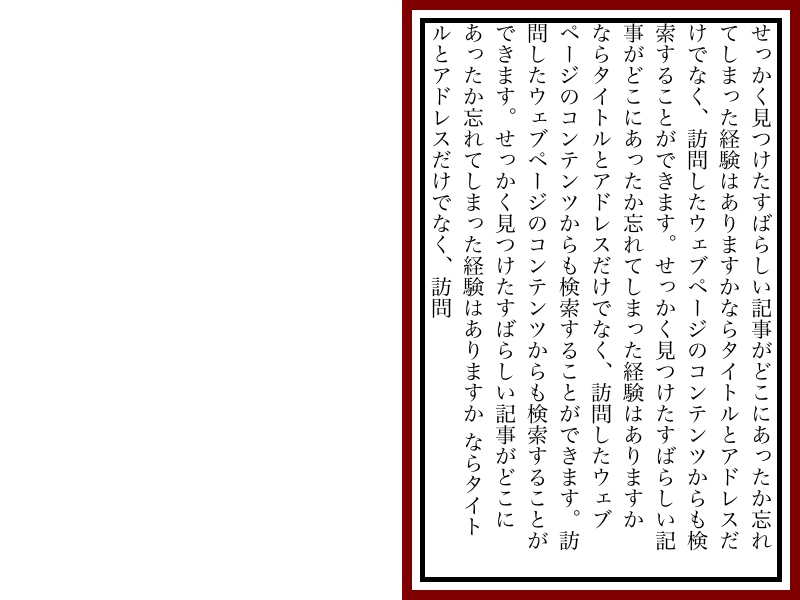 せっかく見つけたすばらしい記事がどこにあったか忘れ
てしまった経験はありますかならタイトルとアドレスだ
けでなく、訪問したウェブページのコンテンツからも検
索することができます。せっかく見つけたすばらしい記
事がどこにあったか忘れてしまった経験はありますか
ならタイトルとアドレスだけでなく、訪問したウェブ
ページのコンテンツからも検索することができます。訪
問したウェブページのコンテンツからも検索することが
できます。せっかく見つけたすばらしい記事がどこに
あったか忘れてしまった経験はありますか ならタイト
ルとアドレスだけでなく、訪問